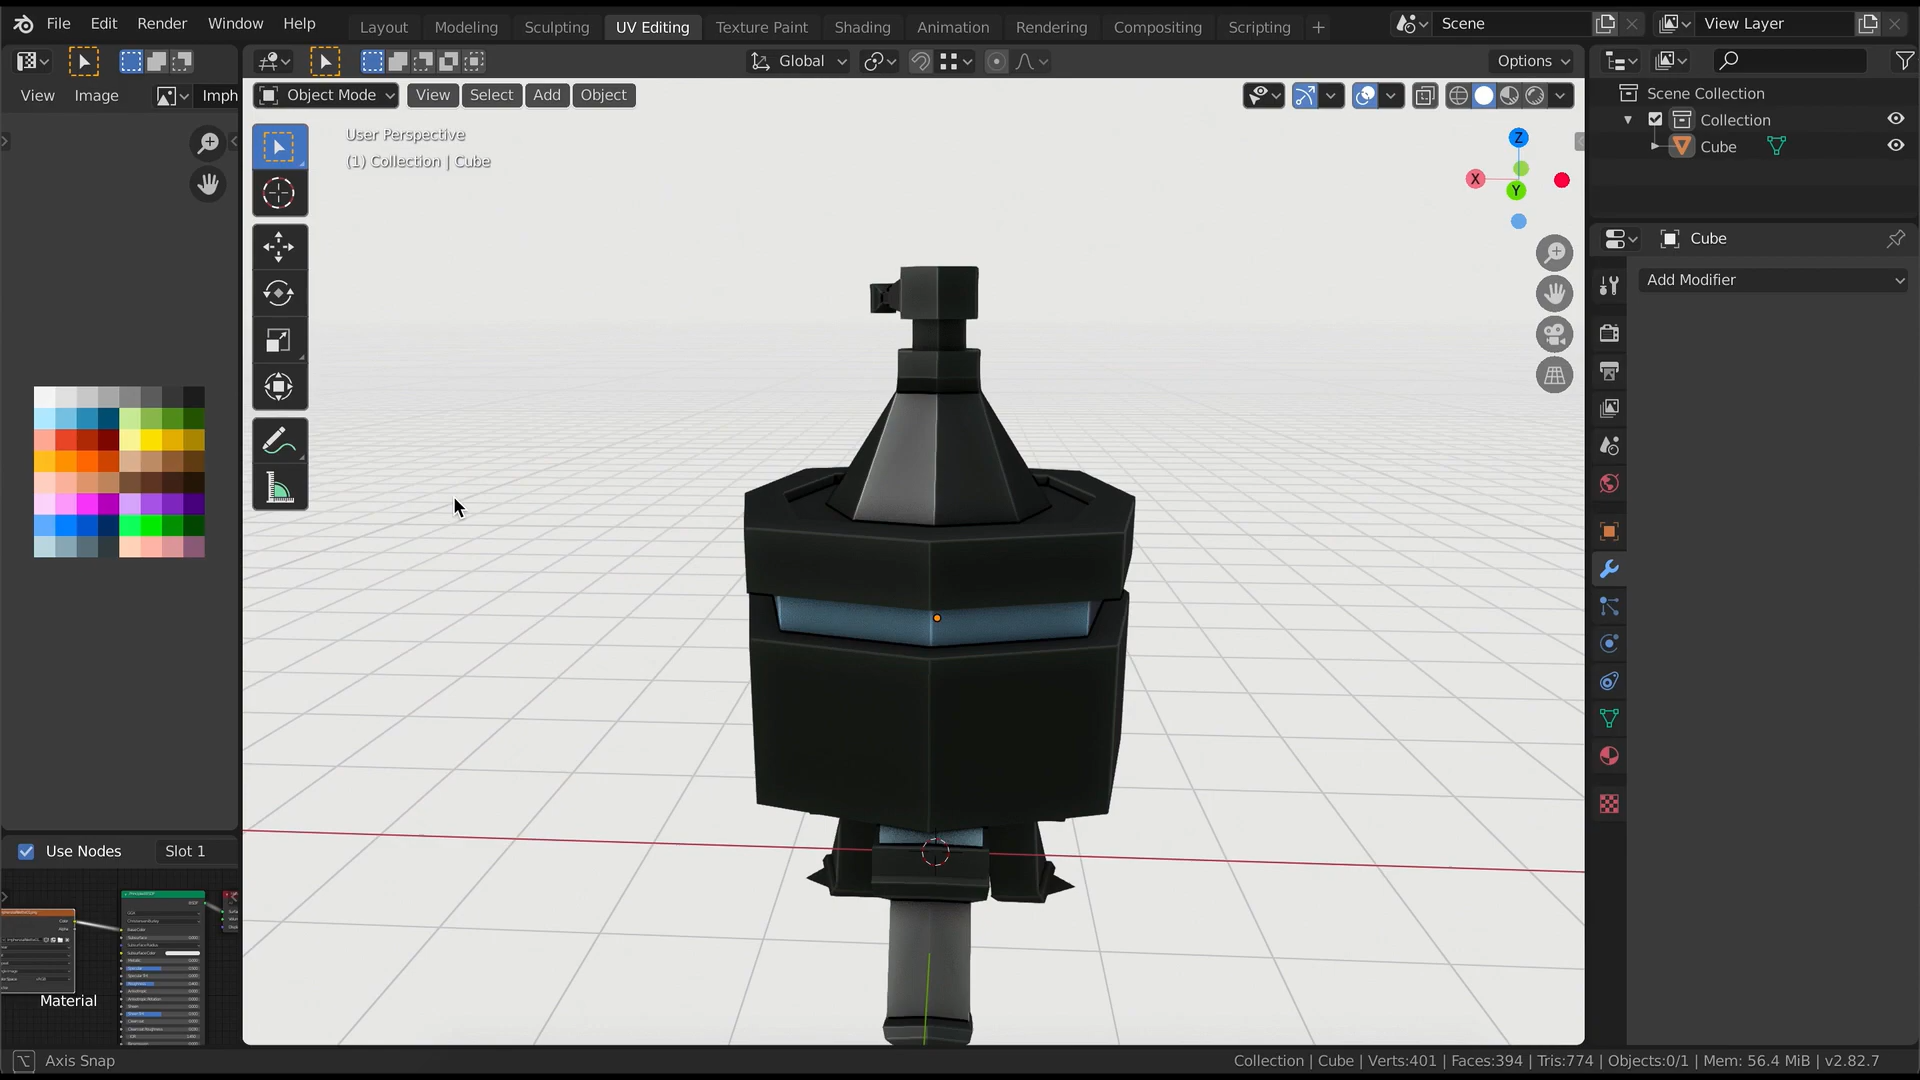 File Edit Render Window Help Layout Modeling Sculpting UV Editing Texture Paint Shading Animation Rendering Compositing Scripting + Scene View Layer
Global Options
View Image Imph Object Mode View Select Add Object
Scene Collection
Collection
Cube
User Perspective
(1) Collection | Cube
Z
X
Y
Cube
Add Modifier
Use Nodes Slot 1
Material
Axis Snap Collection | Cube | Verts:401 | Faces:394 | Tris:774 | Objects:0/1 | Mem: 56.4 MiB | v2.82.7